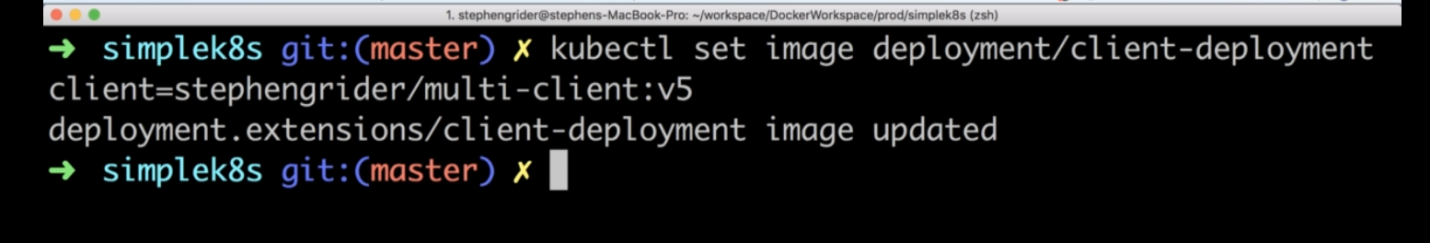 1. stephengrider@stephens-MacBook-Pro: ~/workspace/DockerWorkspace/prod/simplek8s (zsh)
➜ simplek8s git:(master) ✗ kubectl set image deployment/client-deployment
client=stephengrider/multi-client:v5
deployment.extensions/client-deployment image updated
➜ simplek8s git:(master) ✗